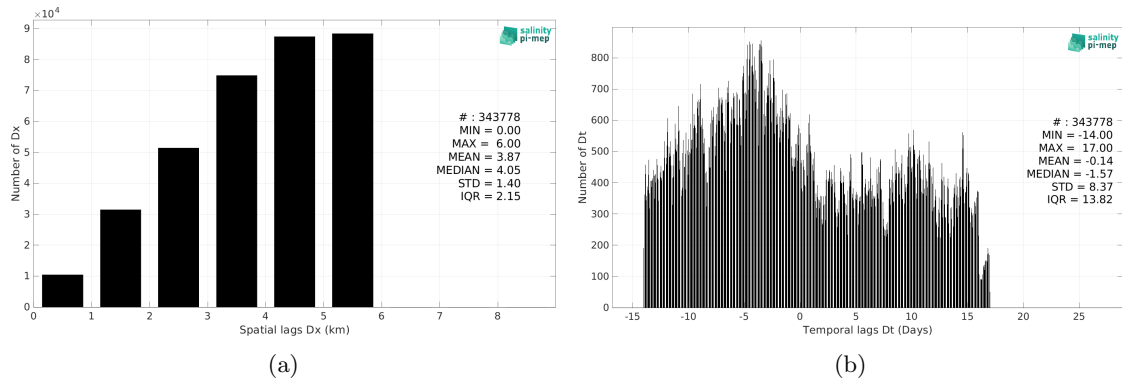 ×10⁴
9
8
7
6
5
4
3
2
1
0
Number of Dx
0 1 2 3 4 5 6 7 8
Spatial lags Dx (km)
salinity
pi-mep
# : 343778
MIN = 0.00
MAX = 6.00
MEAN = 3.87
MEDIAN = 4.05
STD = 1.40
IQR = 2.15
(a)
800
700
600
500
400
300
200
100
0
Number of Dt
-15 -10 -5 0 5 10 15 20 25
Temporal lags Dt (Days)
salinity
pi-mep
# : 343778
MIN = -14.00
MAX = 17.00
MEAN = -0.14
MEDIAN = -1.57
STD = 8.37
IQR = 13.82
(b)